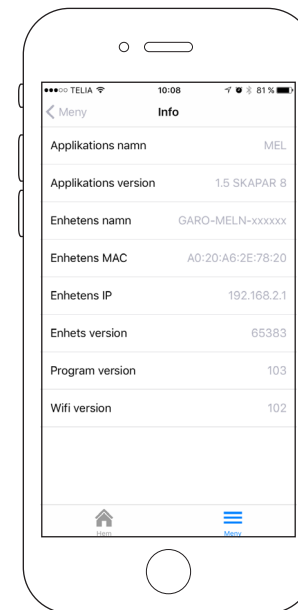 TELIA 10:08 81 %
Meny Info
Applikations namn MEL
Applikations version 1.5 SKAPAR 8
Enhetens namn GARO-MELN-xxxxxx
Enhetens MAC A0:20:A6:2E:78:20
Enhetens IP 192.168.2.1
Enhets version 65383
Program version 103
Wifi version 102
Hem Meny